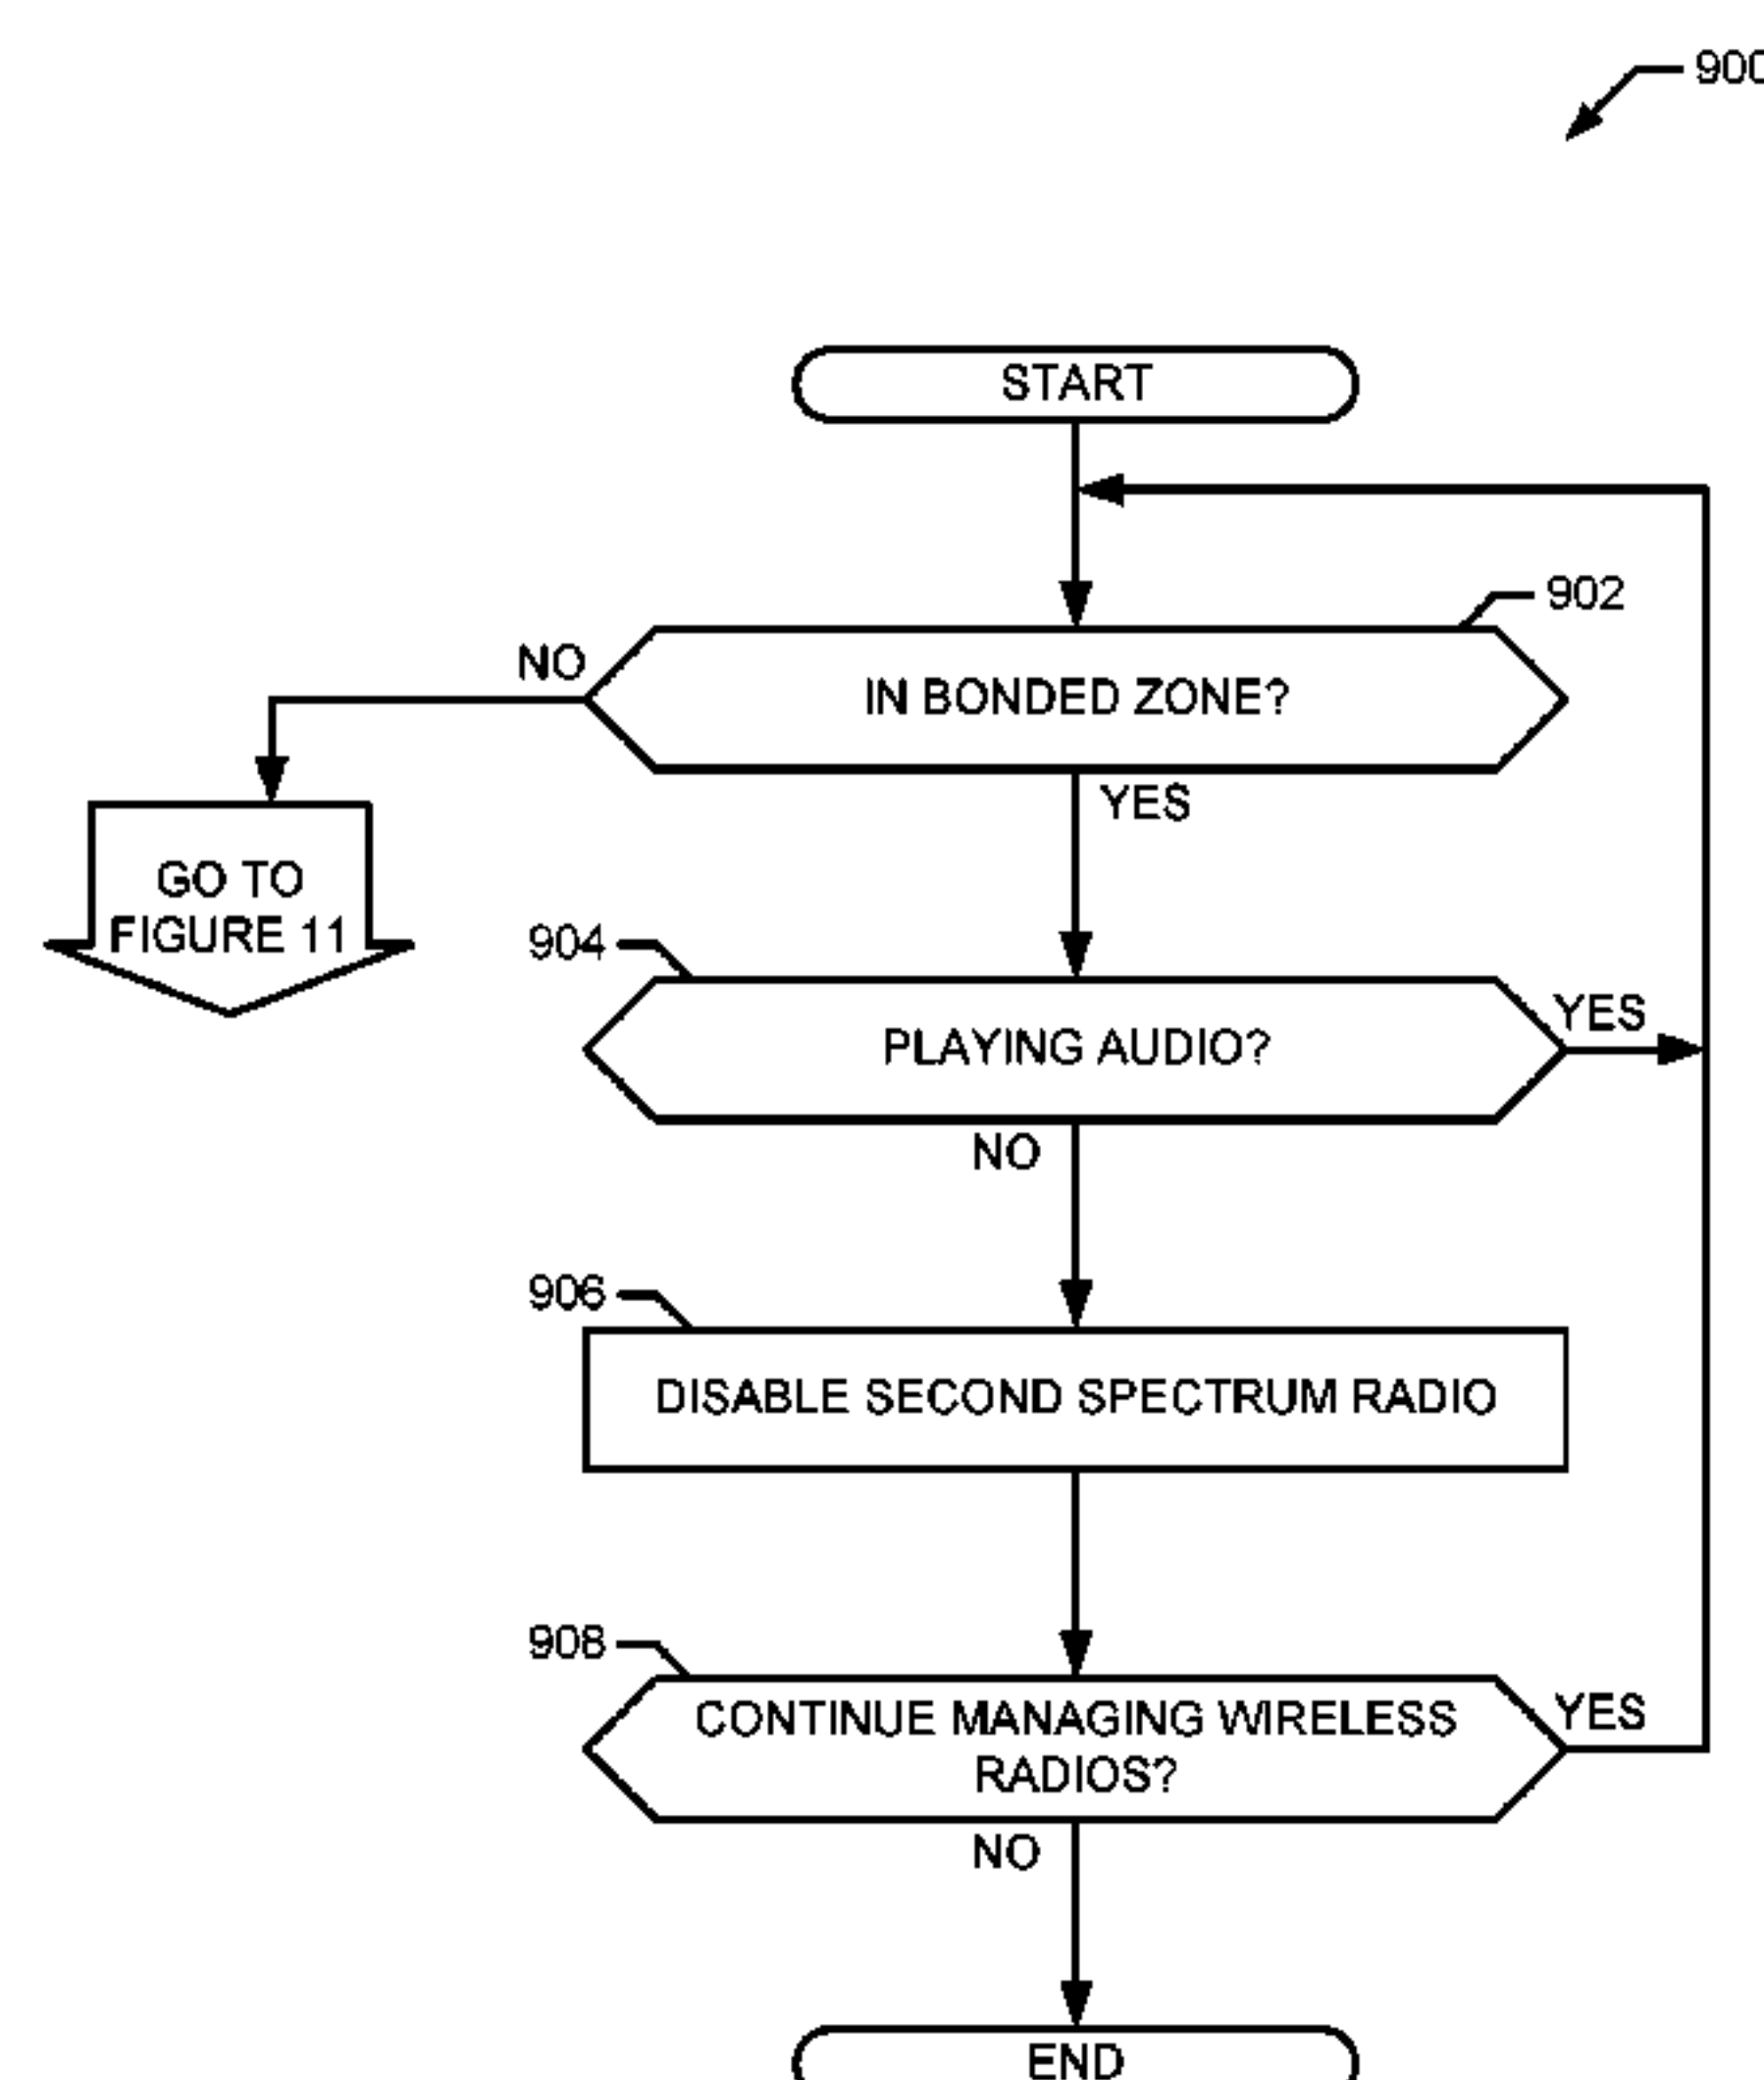 900
START
902
NO
IN BONDED ZONE?
YES
GO TO
FIGURE 11
904
YES
PLAYING AUDIO?
NO
906
DISABLE SECOND SPECTRUM RADIO
908
CONTINUE MANAGING WIRELESS
RADIOS?
YES
NO
END